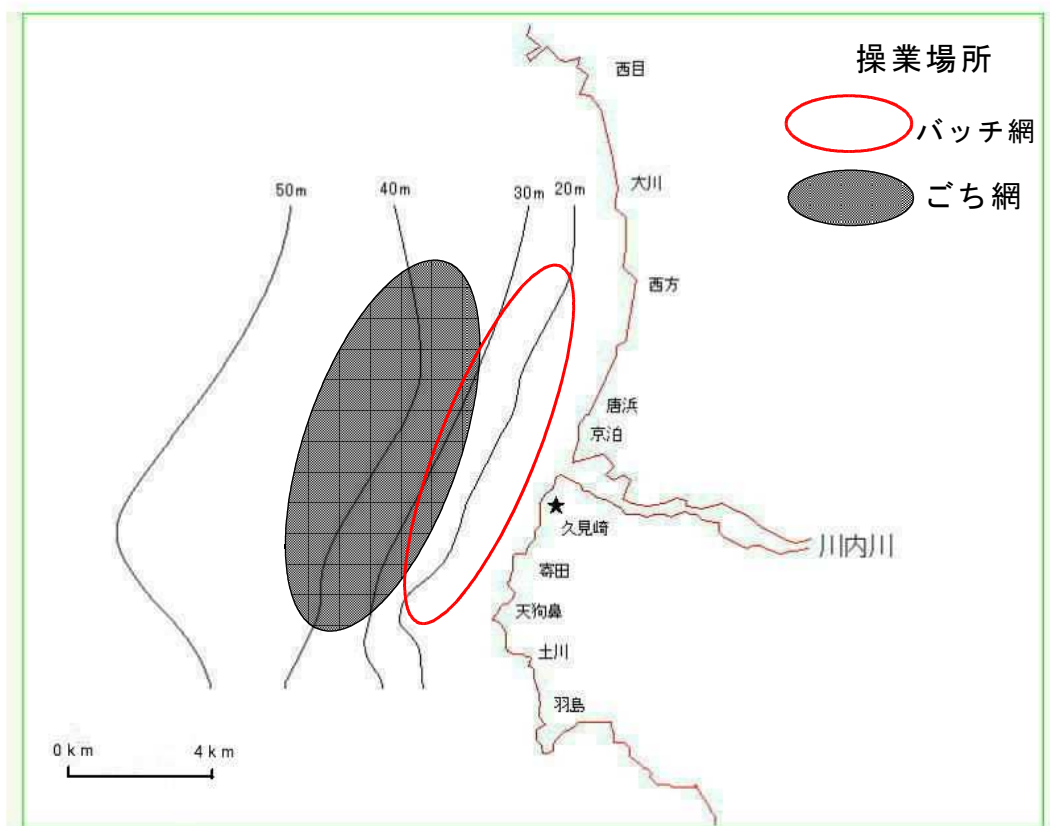 操業場所
バッチ網
ごち網
西目
大川
50m
40m
30m
20m
西方
唐浜
京泊
久見崎
川内川
寄田
天狗鼻
土川
羽島
0km
4km